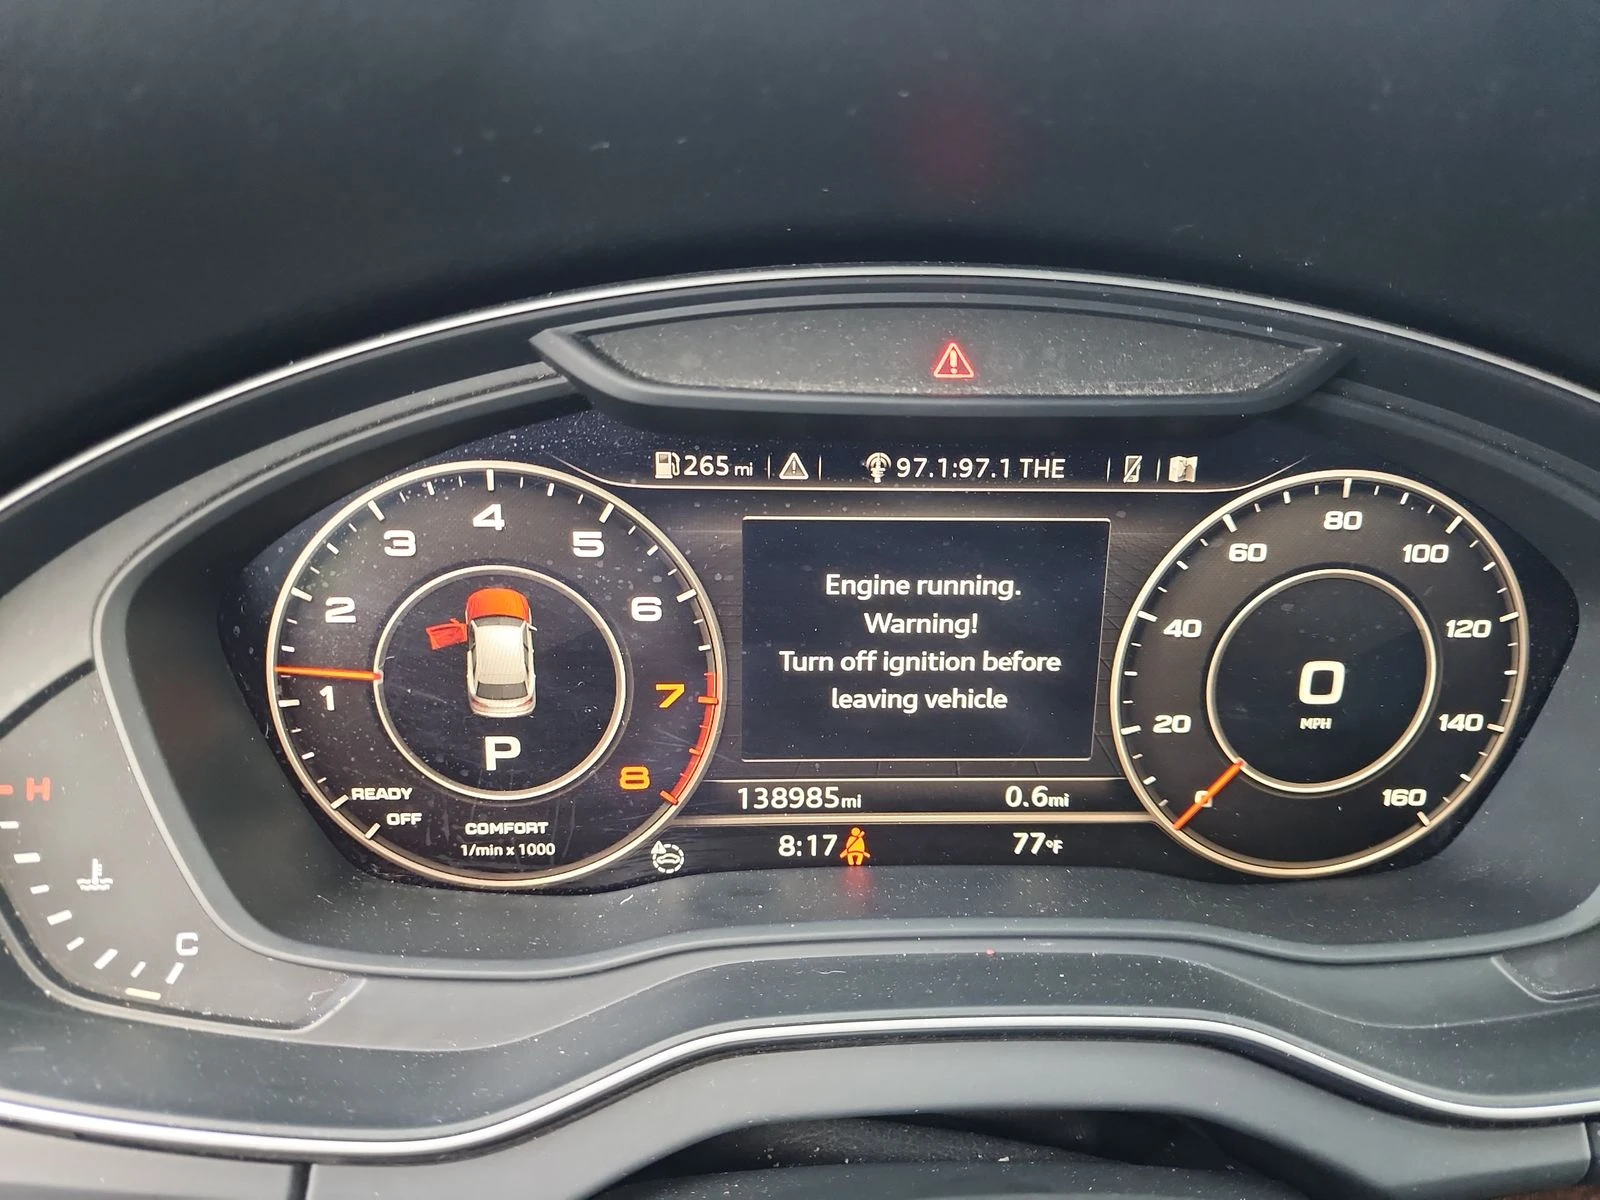 265 mi
97.1:97.1 THE
4
3
5
2
6
1
7
8
P
READY
OFF
COMFORT
1/min x 1000
Engine running.
Warning!
Turn off ignition before
leaving vehicle
138985 mi
0.6 mi
8:17
77°F
80
60
100
40
120
20
140
0
160
0
MPH
H
C